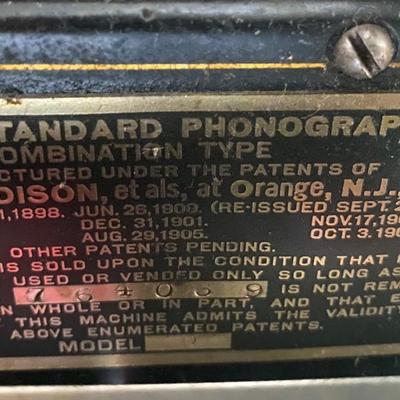 STANDARD PHONOGRAP
COMBINATION TYPE
CTURED UNDER THE PATENTS OF
DISON, et als, at Orange, N.J.,
1, 1898. JUN. 26, 1900. (RE-ISSUED SEPT. 2
DEC. 31, 1901. NOV. 17, 190
AUG. 29, 1905. OCT. 3, 190
OTHER PATENTS PENDING.
IS SOLD UPON THE CONDITION THAT
USED OR VENDED ONLY SO LONG AS
IS NOT REM
N WHOLE OR IN PART, AND THAT
THIS MACHINE ADMITS THE VALIDITY
ABOVE ENUMERATED PATENTS.
MODEL